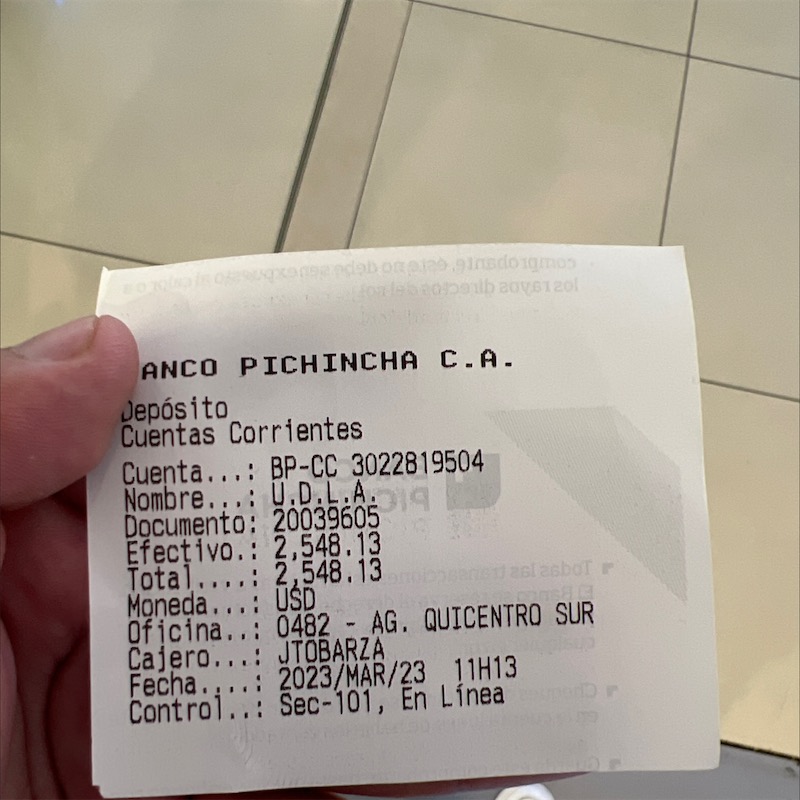 ANCO PICHINCHA C.A.
Depósito
Cuentas Corrientes
Cuenta...: BP-CC 3022819504
Nombre...: U.D.L.A.
Documento: 20039605
Efectivo.: 2,548.13
Total....: 2,548.13
Moneda...: USD
Oficina..: 0482 - AG. QUICENTRO SUR
Cajero...: JTOBARZA
Fecha....: 2023/MAR/23 11H13
Control..: Sec-101, En Línea